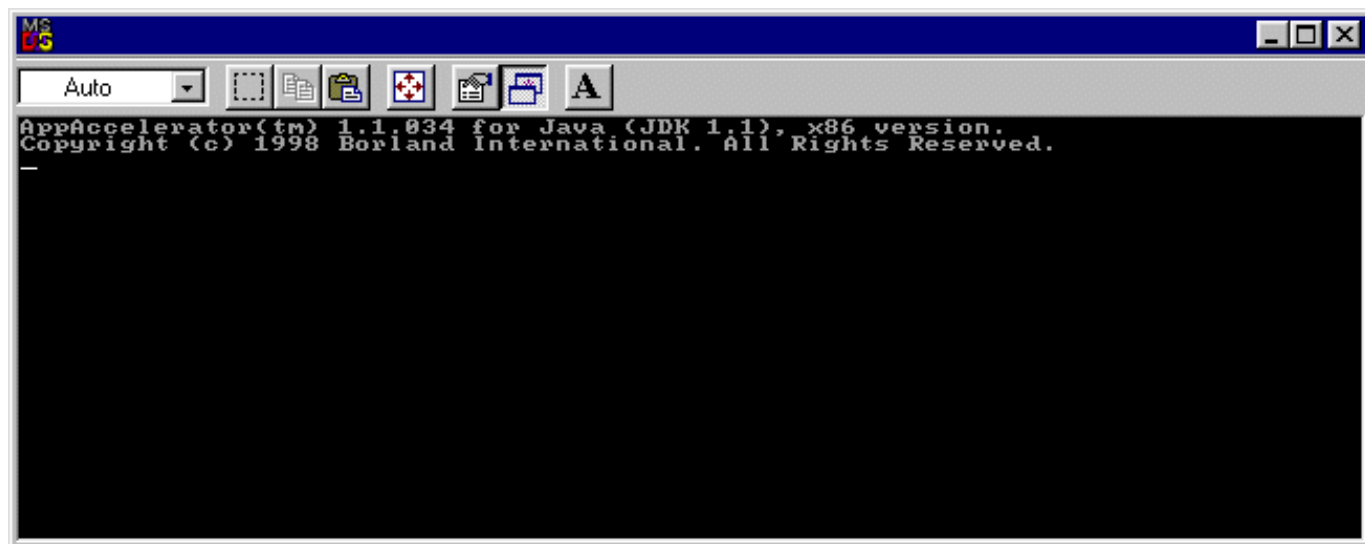 MS
DOS
Auto
A
AppAccelerator(tm) 1.1.034 for Java (JDK 1.1), x86 version.
Copyright (c) 1998 Borland International. All Rights Reserved.